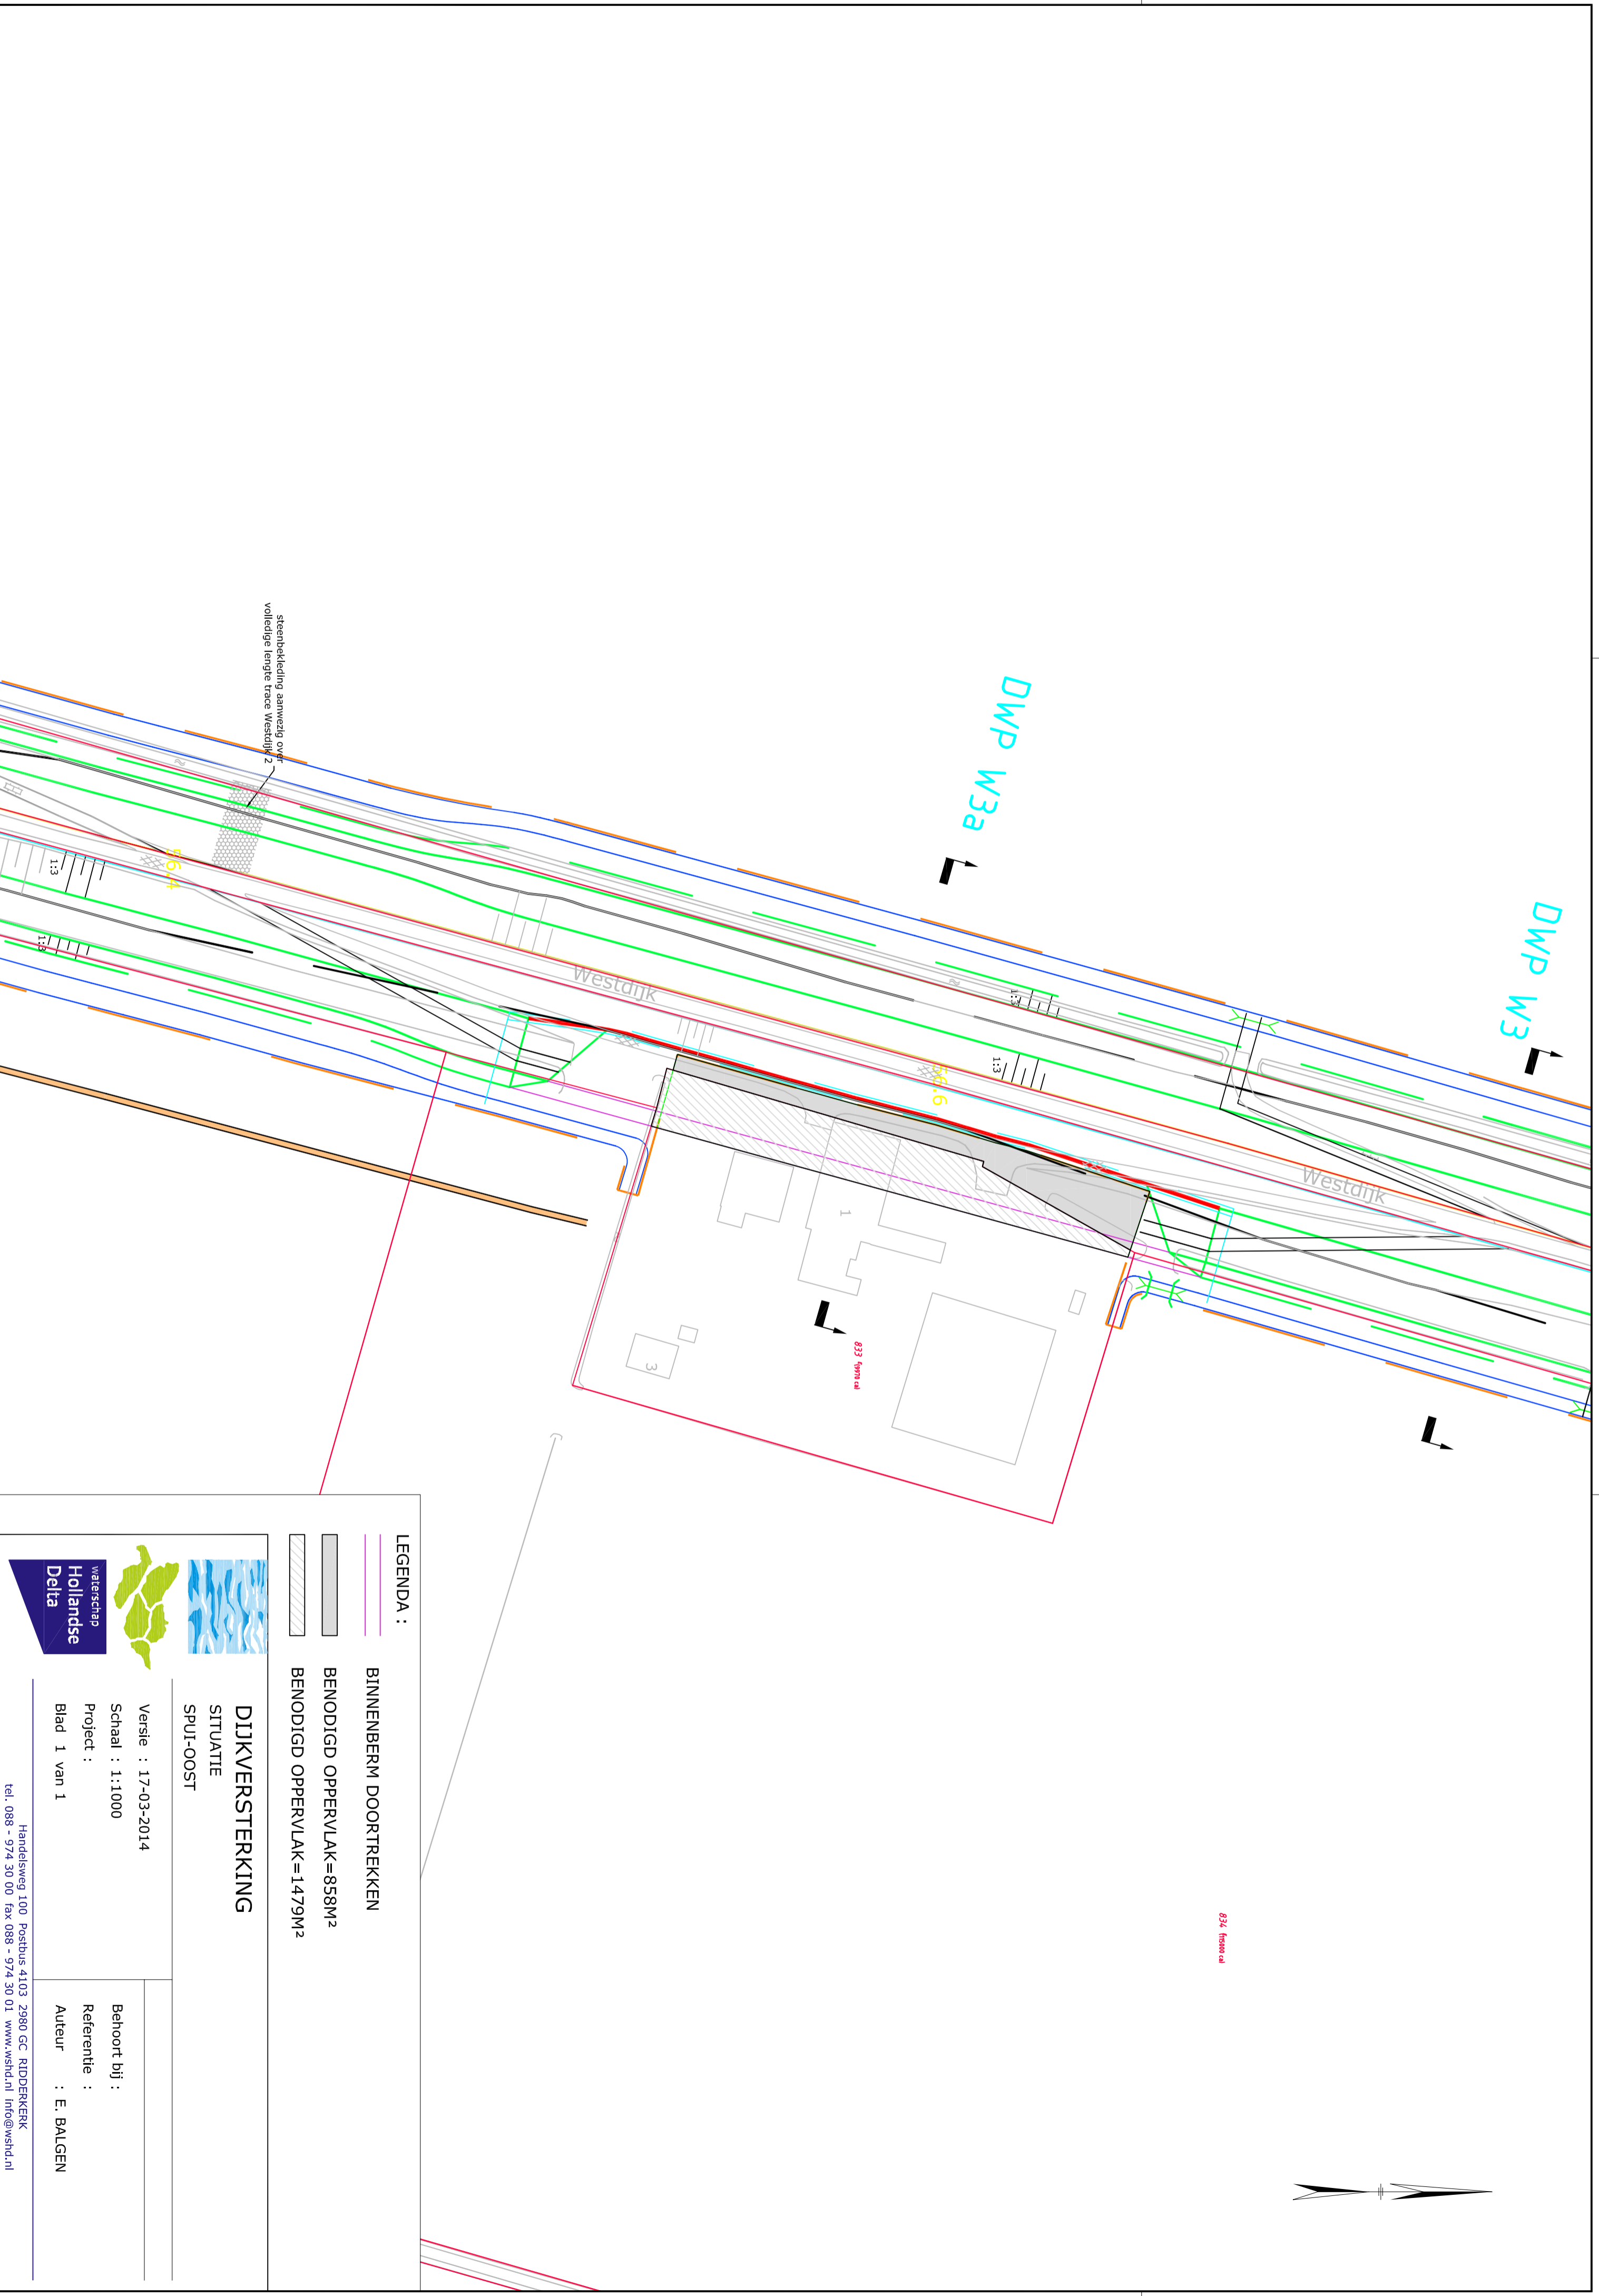 DWP W3
DWP W3a
steenbekleding aanwezig over
volledige lengte trace Westdijk 2
Westdijk
Westdijk
1:3
1:3
1:3
1:3
1
3
833
834
LEGENDA :
BINNENBERM DOORTREKKEN
BENODIGD OPPERVLAK=858M²
BENODIGD OPPERVLAK=1479M²
waterschap
Hollandse
Delta
DIJKVERSTERKING
SITUATIE
SPUI-OOST
Versie : 17-03-2014
Schaal : 1:1000
Project :
Blad 1 van 1
Behoort bij :
Referentie :
Auteur : E. BALGEN
Handelsweg 100 Postbus 4103 2980 GC RIDDERKERK
tel. 088 - 974 30 00 fax 088 - 974 30 01 www.wshd.nl info@wshd.nl